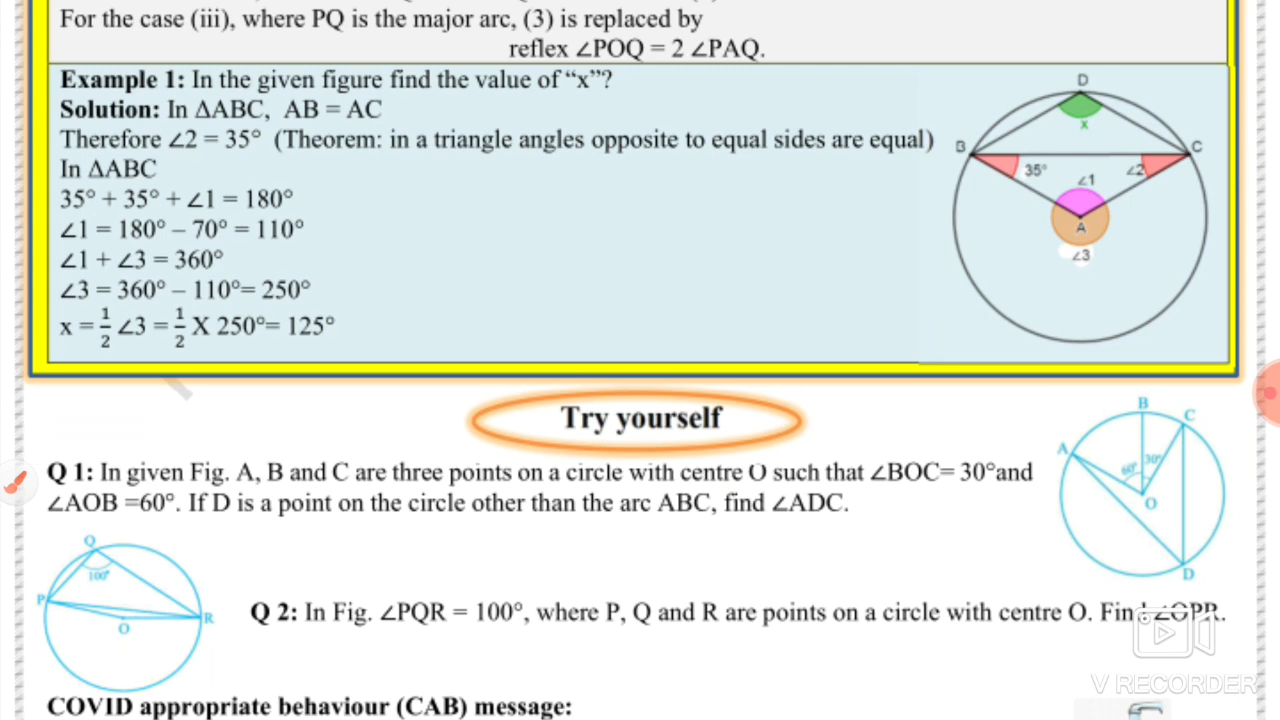 For the case (iii), where PQ is the major arc, (3) is replaced by
reflex ∠POQ = 2 ∠PAQ.
Example 1: In the given figure find the value of “x”?
Solution: In ΔABC, AB = AC
Therefore ∠2 = 35° (Theorem: in a triangle angles opposite to equal sides are equal)
In ΔABC
35° + 35° + ∠1 = 180°
∠1 = 180° – 70° = 110°
∠1 + ∠3 = 360°
∠3 = 360° – 110°= 250°
x = 1/2 ∠3 = 1/2 X 250°= 125°
D
x
B
C
35°
∠2
∠1
A
∠3
Try yourself
Q 1: In given Fig. A, B and C are three points on a circle with centre O such that ∠BOC= 30°and
∠AOB =60°. If D is a point on the circle other than the arc ABC, find ∠ADC.
B
C
A
60°
30°
O
D
Q
100°
P
R
O
Q 2: In Fig. ∠PQR = 100°, where P, Q and R are points on a circle with centre O. Find ∠OPR.
V RECORDER
COVID appropriate behaviour (CAB) message: